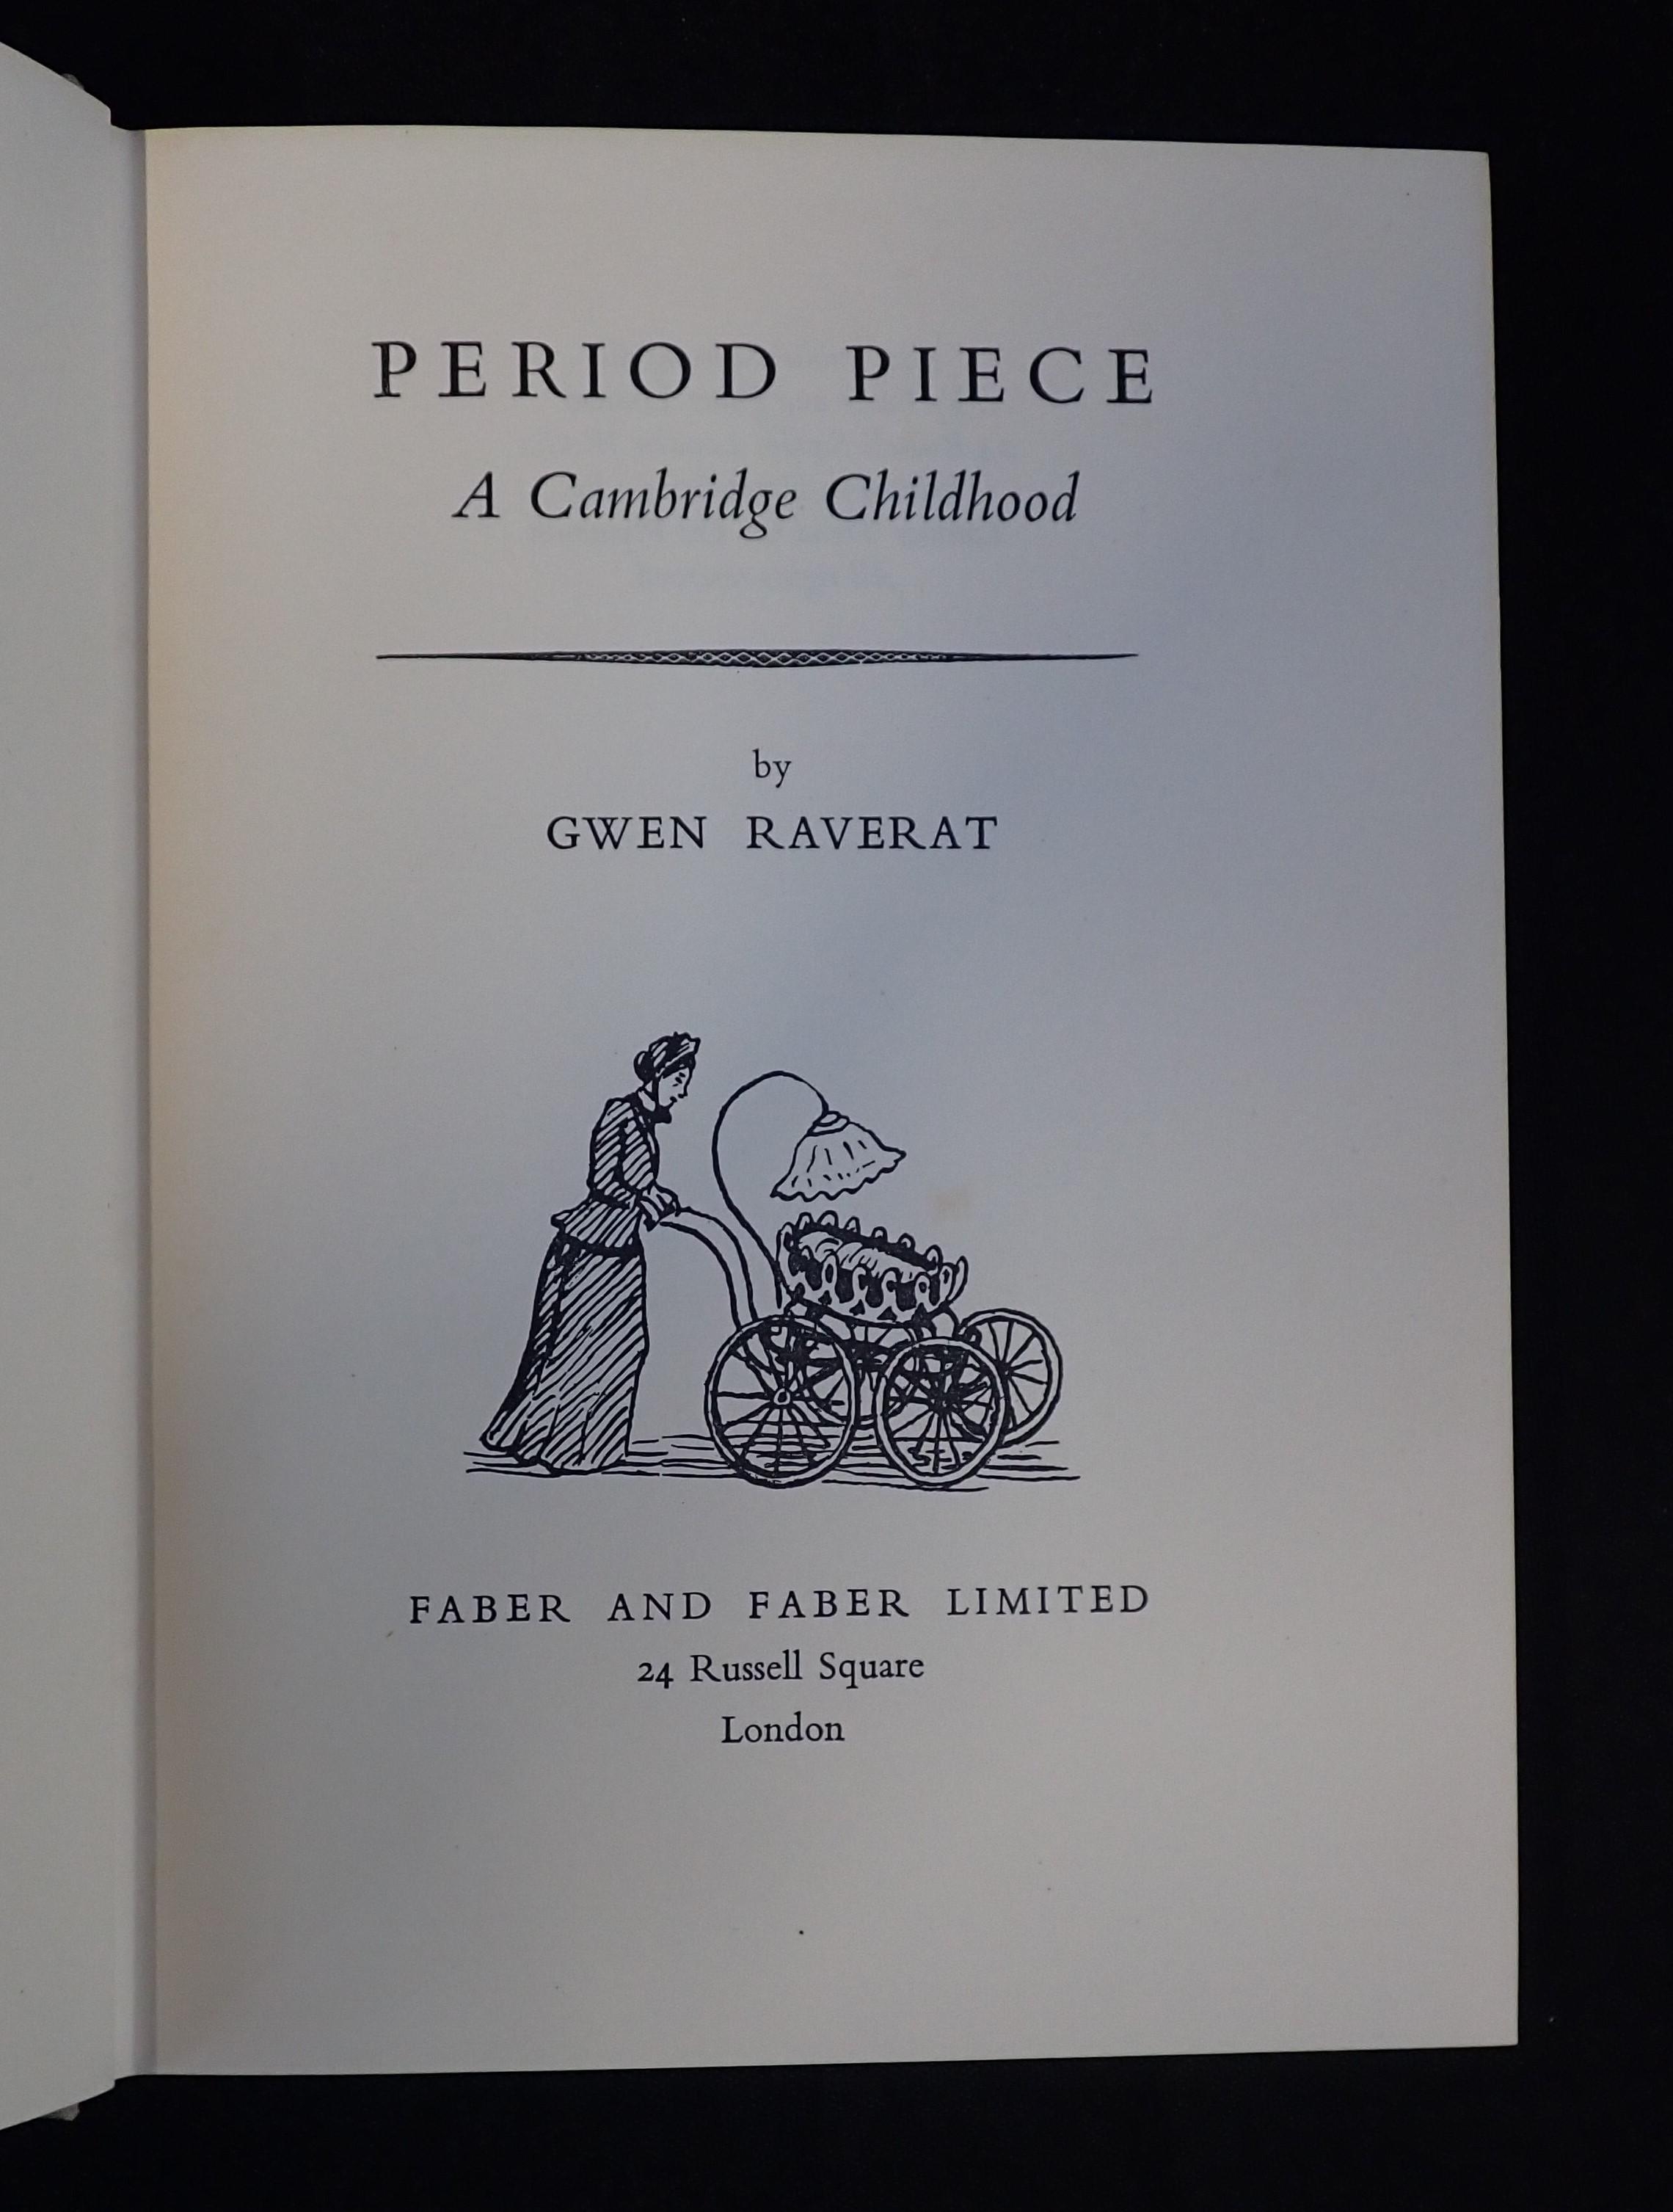 PERIOD PIECE
A Cambridge Childhood
by
GWEN RAVERAT
FABER AND FABER LIMITED
24 Russell Square
London